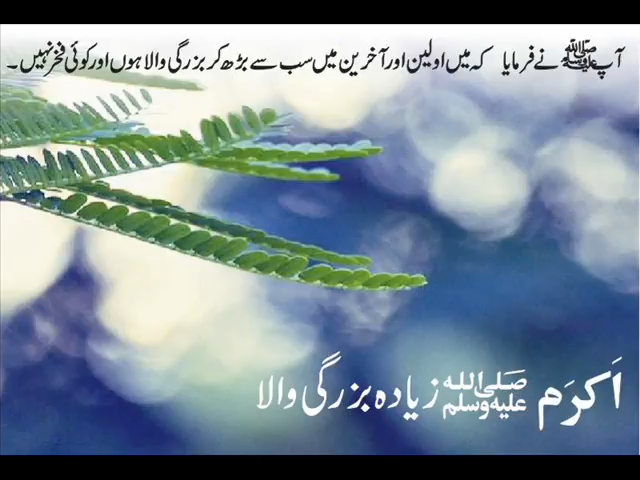 آپ ﷺ نے فرمایا کہ میں اولین اور آخرین میں سب سے بڑھ کر بزرگی والا ہوں اور کوئی فخر نہیں۔
اَکرَم ﷺ زیادہ بزرگی والا